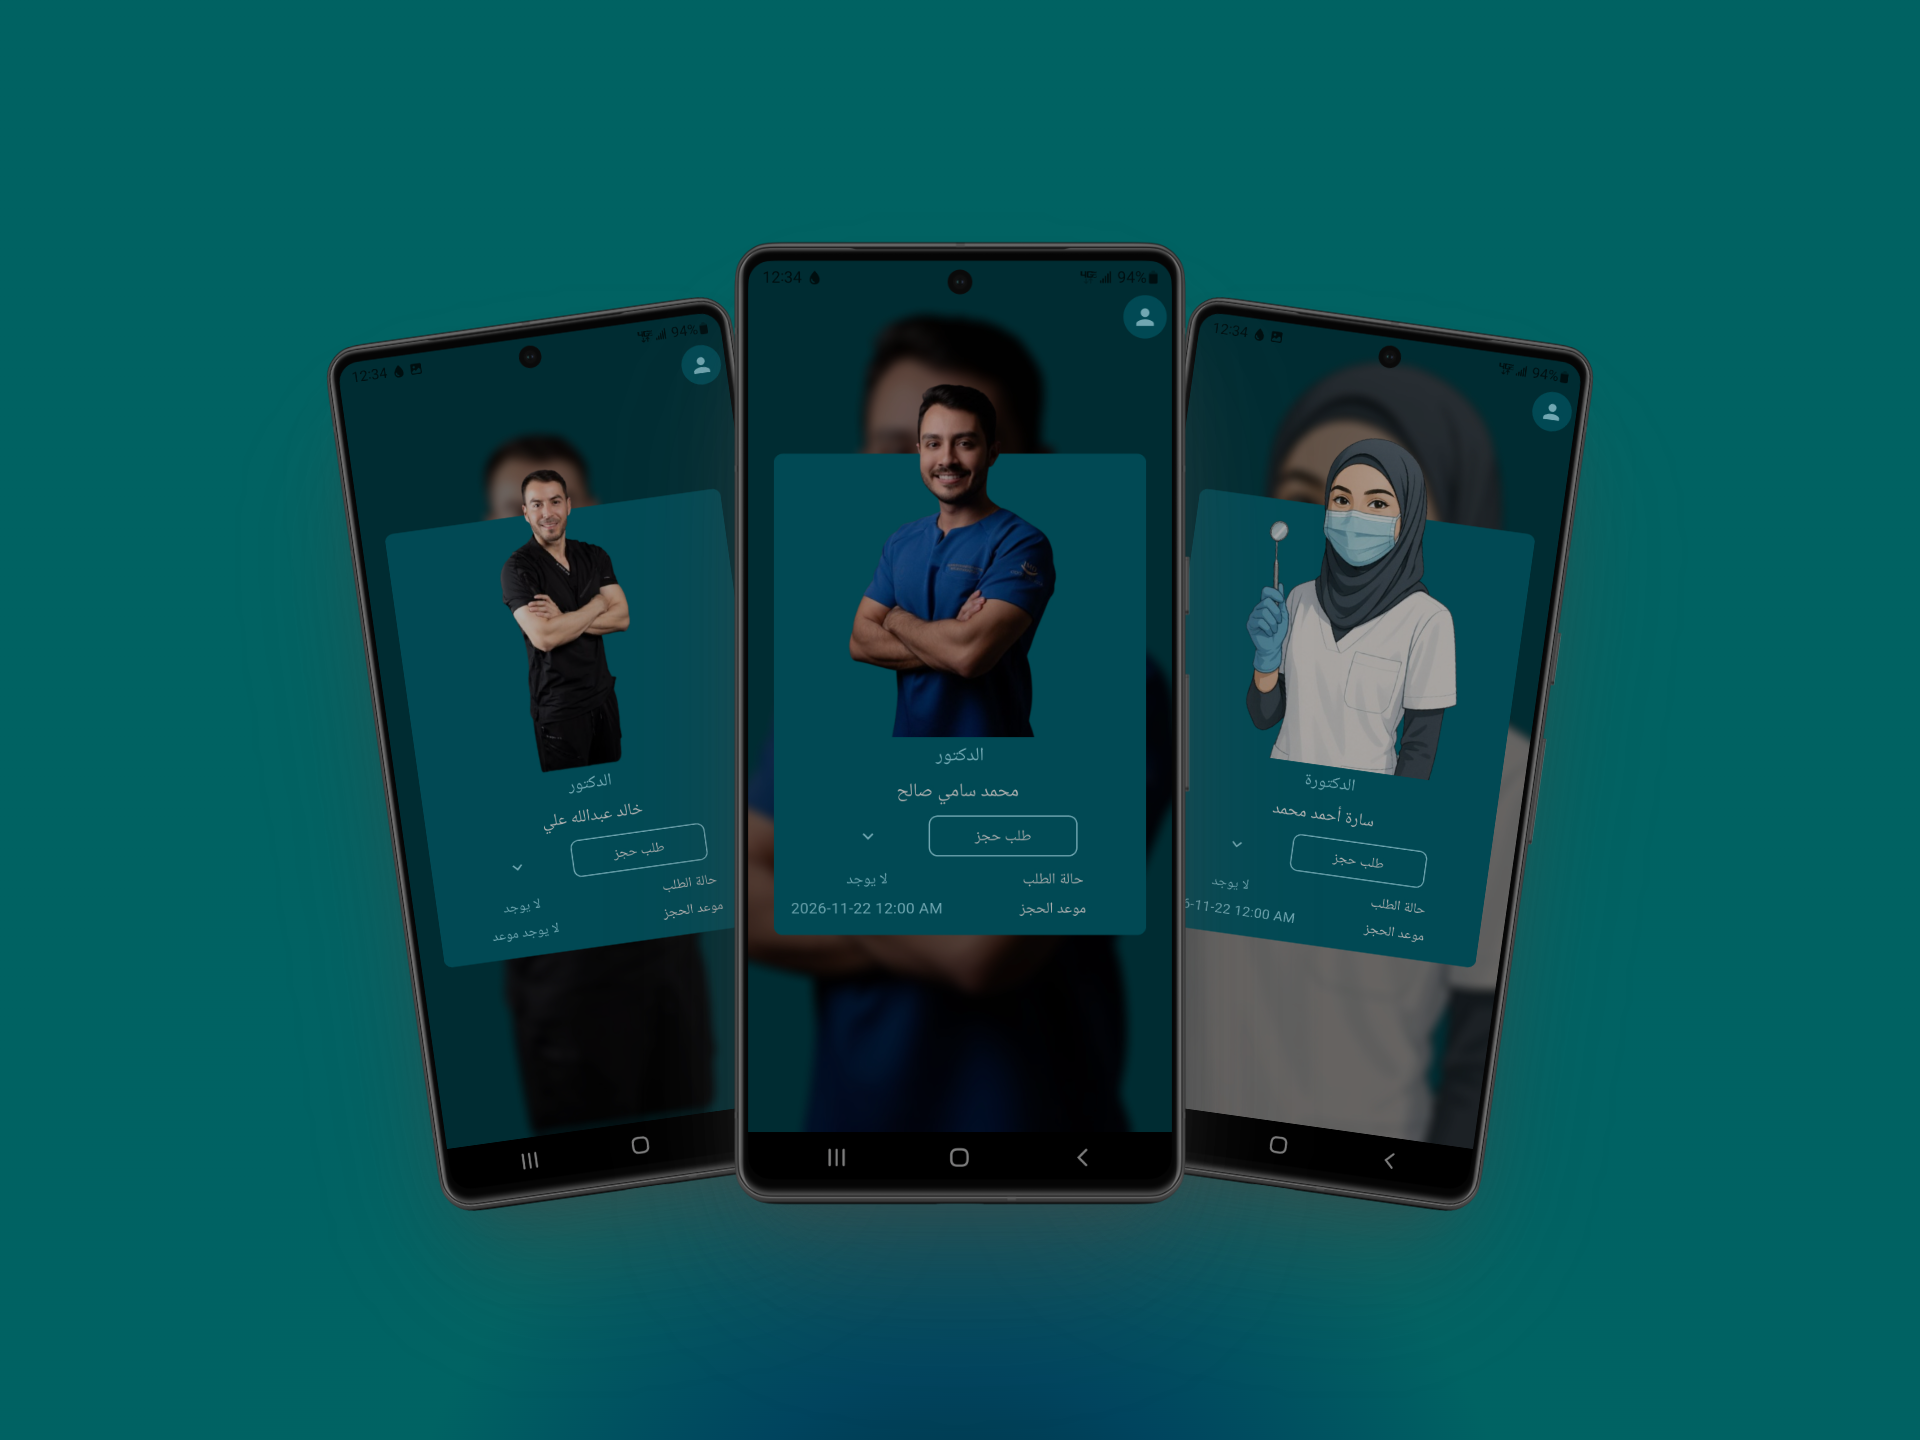 12:34
94%
الدكتور
خالد عبدالله علي
طلب حجز
حالة الطلب
لا يوجد
موعد الحجز
لا يوجد موعد
12:34
94%
الدكتور
محمد سامي صالح
طلب حجز
حالة الطلب
لا يوجد
موعد الحجز
2026-11-22 12:00 AM
12:34
94%
الدكتورة
سارة أحمد محمد
طلب حجز
حالة الطلب
لا يوجد
موعد الحجز
-11-22 12:00 AM